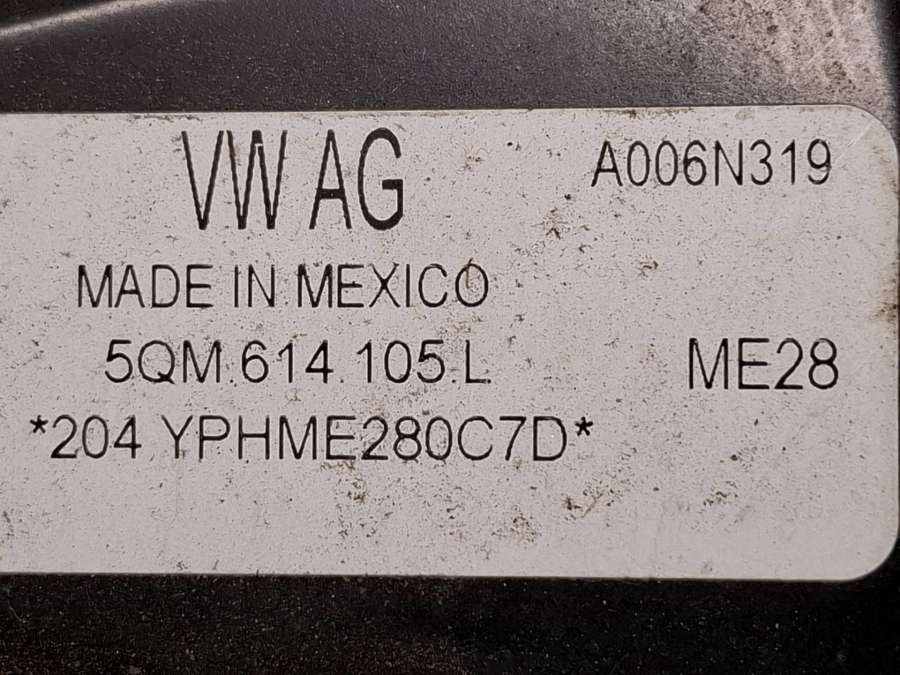 VW AG
A006N319
MADE IN MEXICO
5QM.614.105.L
ME28
*204 YPHME280C7D*